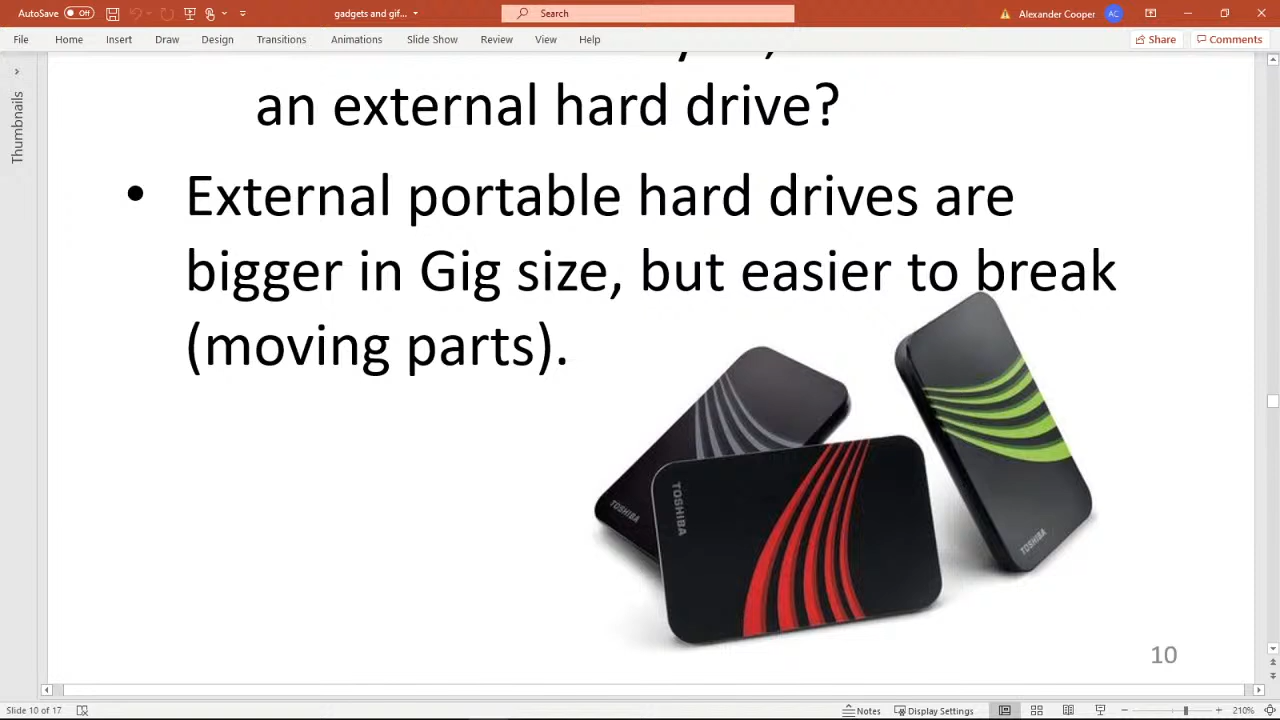 AutoSave Off gadgets and gif... Search Alexander Cooper AC
File Home Insert Draw Design Transitions Animations Slide Show Review View Help Share Comments
Thumbnails
an external hard drive?
• External portable hard drives are
bigger in Gig size, but easier to break
(moving parts).
TOSHIBA
TOSHIBA
TOSHIBA
10
Slide 10 of 17 Notes Display Settings 210%